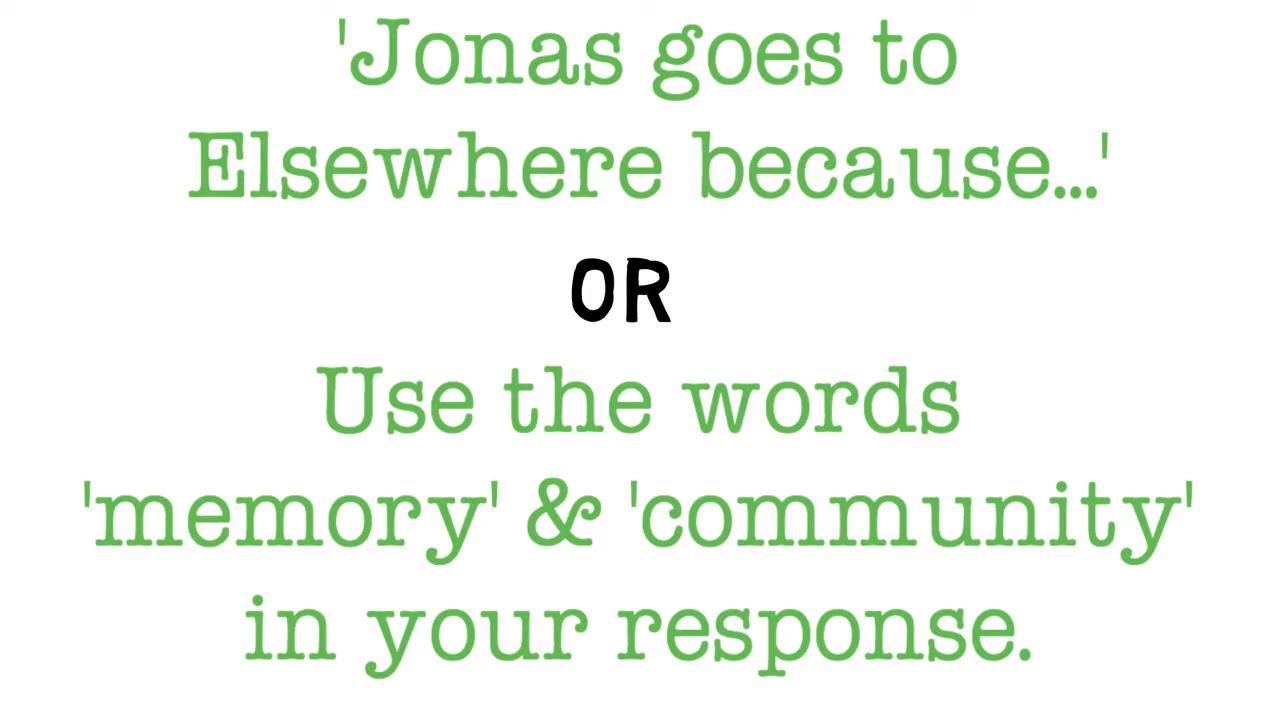 'Jonas goes to
Elsewhere because...'
OR
Use the words
'memory' & 'community'
in your response.